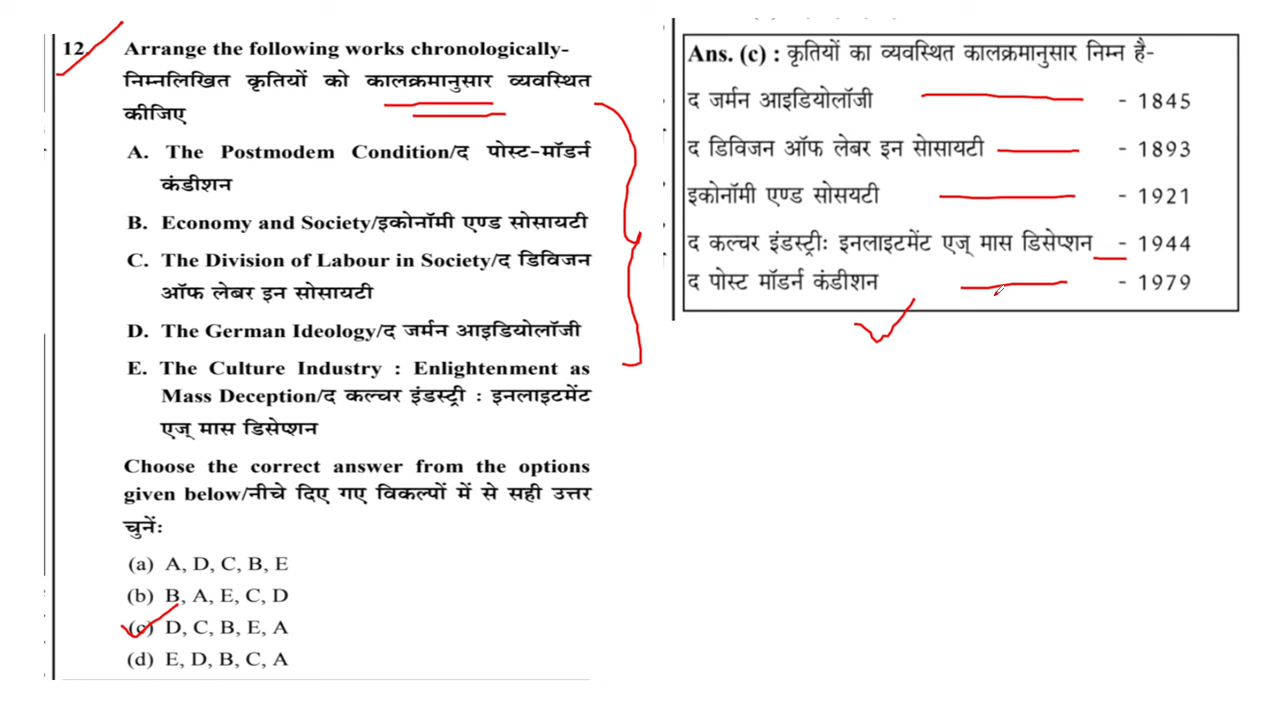 12. Arrange the following works chronologically-
निम्नलिखित कृतियों को कालक्रमानुसार व्यवस्थित
कीजिए
A. The Postmodem Condition/द पोस्ट-मॉडर्न
कंडीशन
B. Economy and Society/इकोनॉमी एण्ड सोसायटी
C. The Division of Labour in Society/द डिविजन
ऑफ लेबर इन सोसायटी
D. The German Ideology/द जर्मन आइडियोलॉजी
E. The Culture Industry : Enlightenment as
Mass Deception/द कल्चर इंडस्ट्री : इनलाइटमेंट
एज् मास डिसेप्शन
Choose the correct answer from the options
given below/नीचे दिए गए विकल्पों में से सही उत्तर
चुनें:
(a) A, D, C, B, E
(b) B, A, E, C, D
(c) D, C, B, E, A
(d) E, D, B, C, A
Ans. (c) : कृतियों का व्यवस्थित कालक्रमानुसार निम्न है-
द जर्मन आइडियोलॉजी - 1845
द डिविजन ऑफ लेबर इन सोसायटी - 1893
इकोनॉमी एण्ड सोसयटी - 1921
द कल्चर इंडस्ट्रीः इनलाइटमेंट एज् मास डिसेप्शन - 1944
द पोस्ट मॉडर्न कंडीशन - 1979